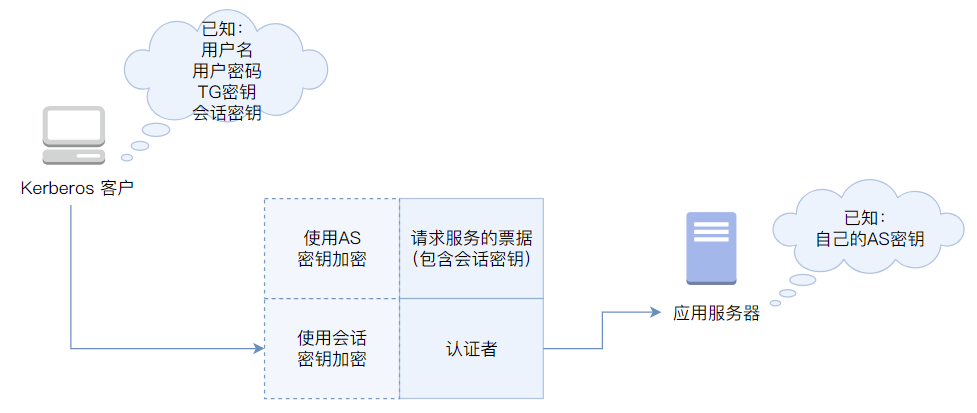 已知：
用户名
用户密码
TG密钥
会话密钥
Kerberos 客户
使用AS
密钥加密
请求服务的票据
（包含会话密钥）
使用会话
密钥加密
认证者
已知：
自己的AS密钥
应用服务器